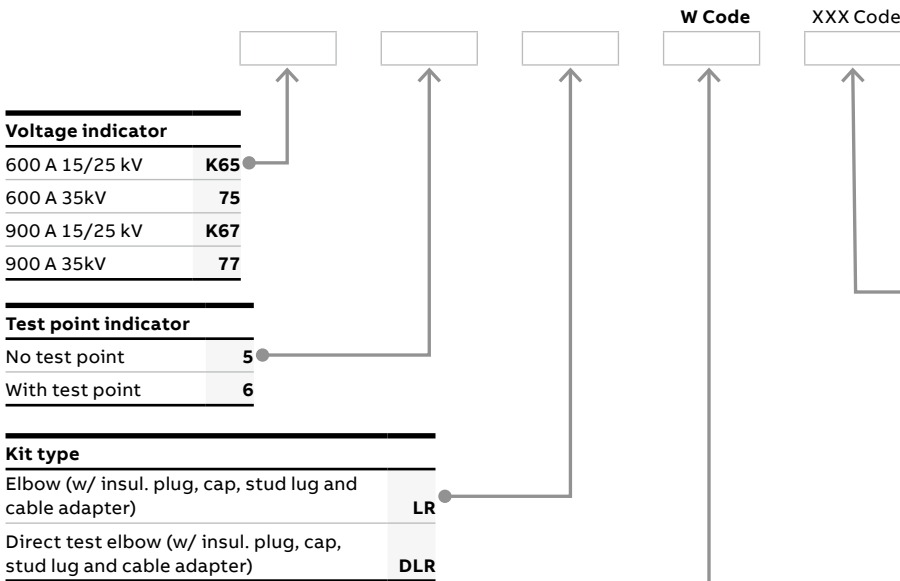 W Code XXX Code
Voltage indicator
600 A 15/25 kV K65
600 A 35kV 75
900 A 15/25 kV K67
900 A 35kV 77
Test point indicator
No test point 5
With test point 6
Kit type
Elbow (w/ insul. plug, cap, stud lug and
cable adapter) LR
Direct test elbow (w/ insul. plug, cap,
stud lug and cable adapter) DLR